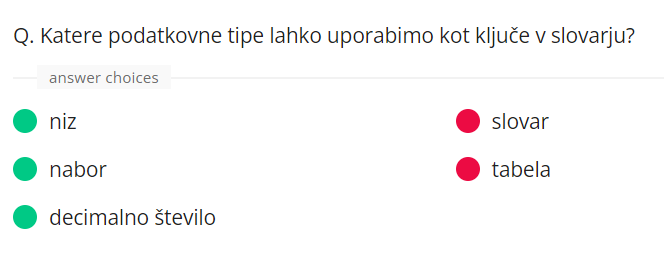 Q. Katere podatkovne tipe lahko uporabimo kot ključe v slovarju?
answer choices
niz
slovar
nabor
tabela
decimalno število